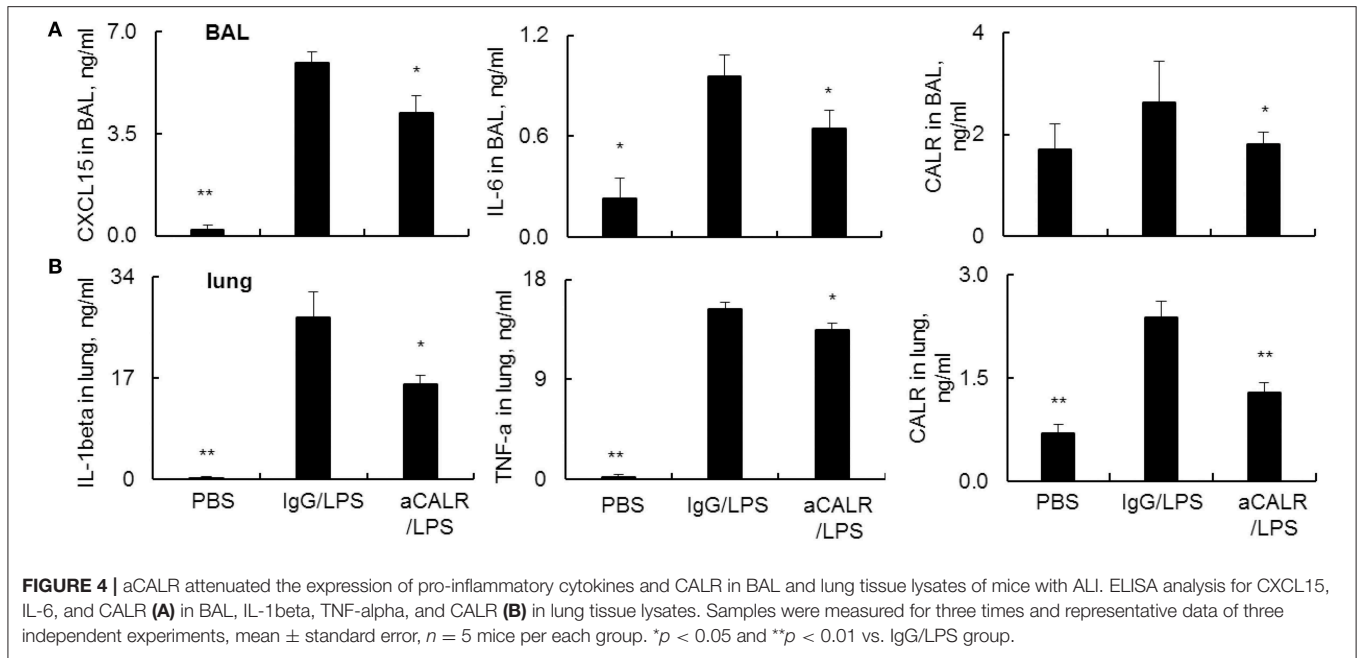 A
BAL
CXCL15 in BAL, ng/ml
7.0
3.5
0.0
**
*
IL-6 in BAL, ng/ml
1.2
0.6
0.0
*
*
CALR in BAL,
ng/ml
4
2
0
*
B
lung
IL-1beta in lung, ng/ml
34
17
0
**
*
PBS
IgG/LPS
aCALR
/LPS
TNF-a in lung, ng/ml
18
9
0
**
*
PBS
IgG/LPS
aCALR
/LPS
CALR in lung,
ng/ml
3.0
1.5
0.0
**
**
PBS
IgG/LPS
aCALR
/LPS
FIGURE 4 | aCALR attenuated the expression of pro-inflammatory cytokines and CALR in BAL and lung tissue lysates of mice with ALI. ELISA analysis for CXCL15,
IL-6, and CALR (A) in BAL, IL-1beta, TNF-alpha, and CALR (B) in lung tissue lysates. Samples were measured for three times and representative data of three
independent experiments, mean ± standard error, n = 5 mice per each group. *p < 0.05 and **p < 0.01 vs. IgG/LPS group.